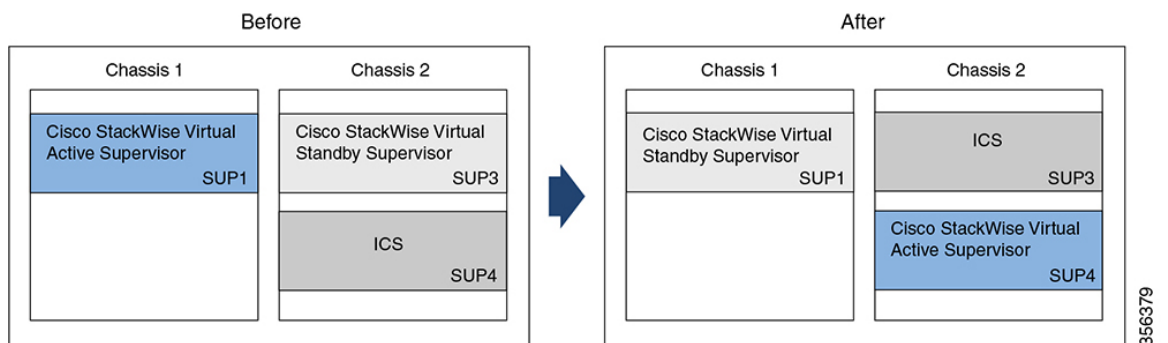 Before
Chassis 1
Chassis 2
Cisco StackWise Virtual
Active Supervisor
SUP1
Cisco StackWise Virtual
Standby Supervisor
SUP3
ICS
SUP4
After
Chassis 1
Chassis 2
Cisco StackWise Virtual
Standby Supervisor
SUP1
ICS
SUP3
Cisco StackWise Virtual
Active Supervisor
SUP4
356379